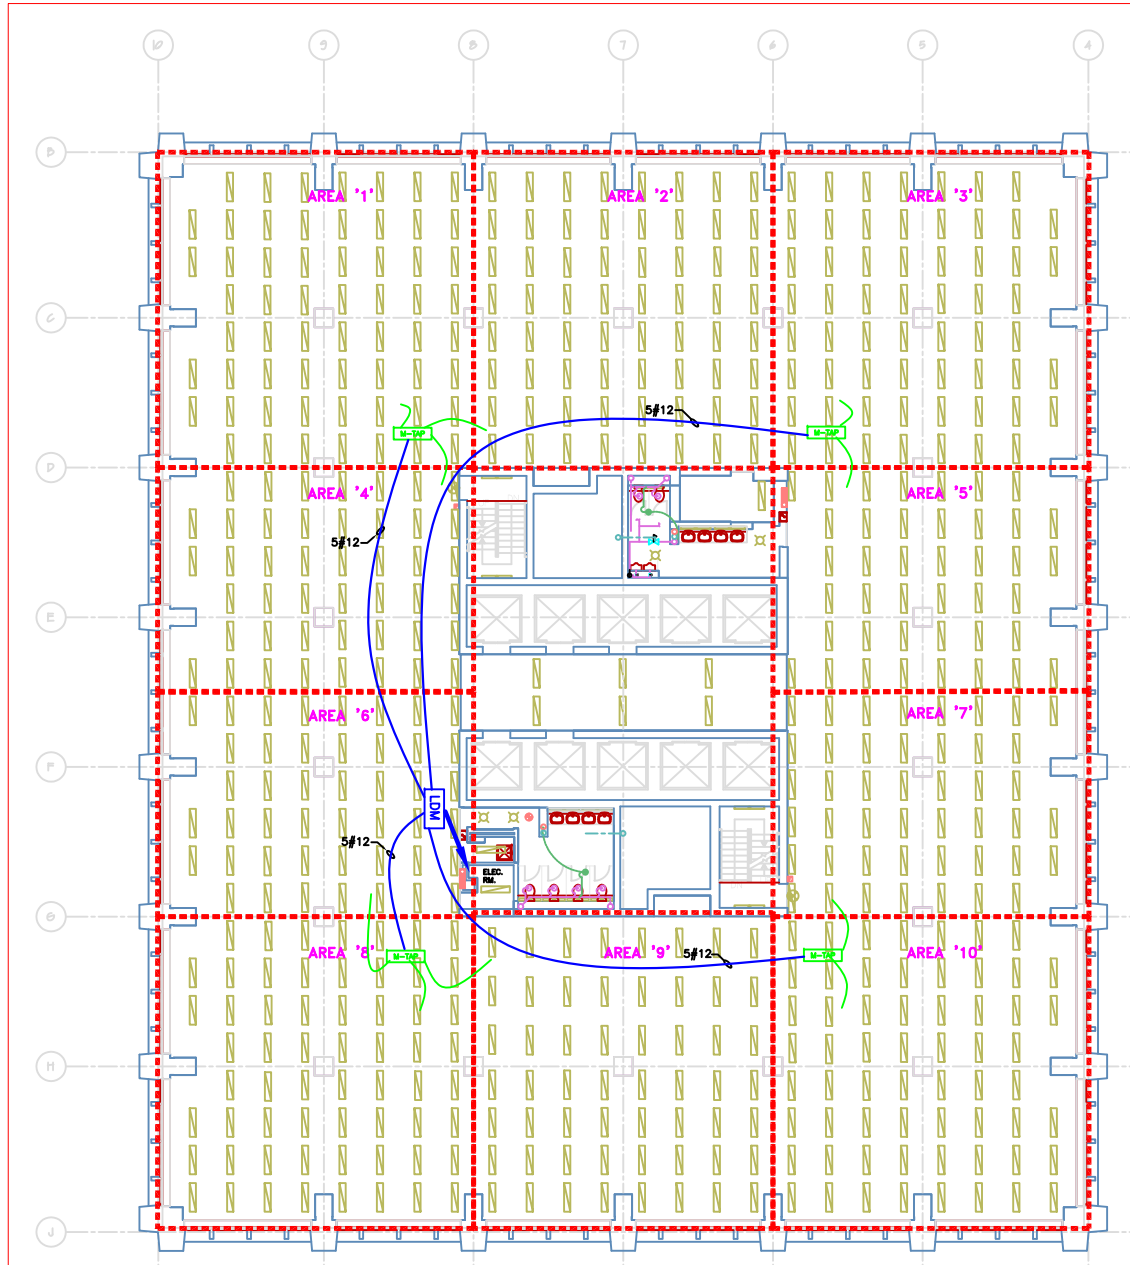 10 9 8 7 6 5 4
B
AREA '1' AREA '2' AREA '3'
C
5#12
M-TAP M-TAP
D
AREA '4' AREA '5'
5#12
E
AREA '6' AREA '7'
F
LDM
5#12
ELEC.
RM.
G
AREA '8' AREA '9' AREA '10'
5#12
M-TAP M-TAP
H
J